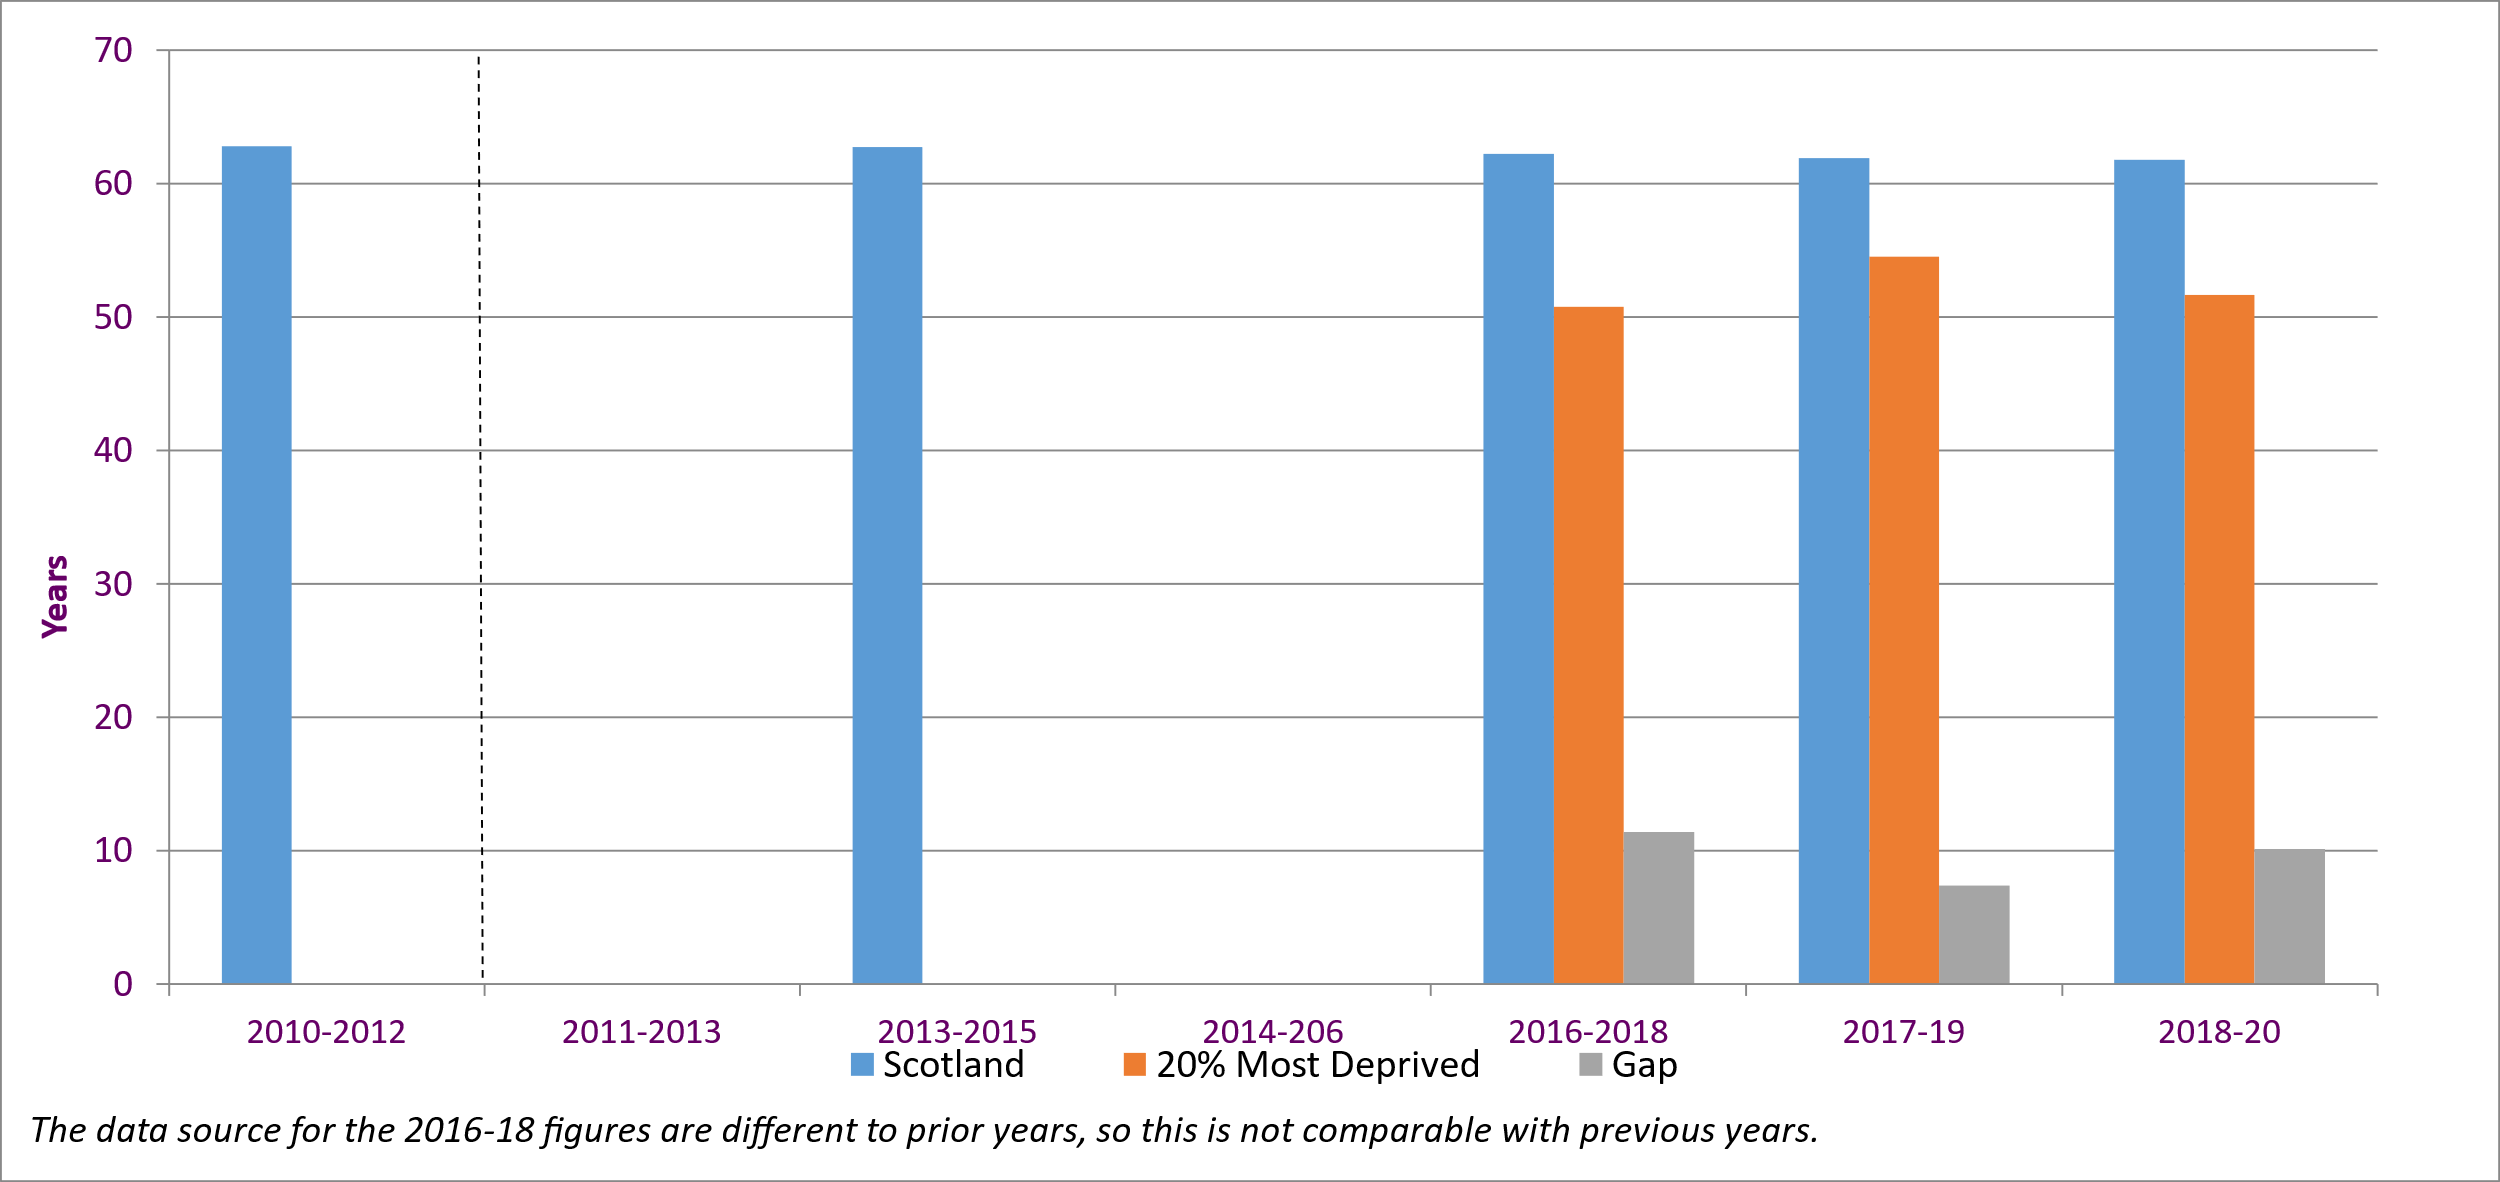 70
60
50
40
30
20
10
0
Years
2010-2012 2011-2013 2013-2015 2014-206 2016-2018 2017-19 2018-20
Scotland 20% Most Deprived Gap
The data source for the 2016-18 figures are different to prior years, so this is not comparable with previous years.